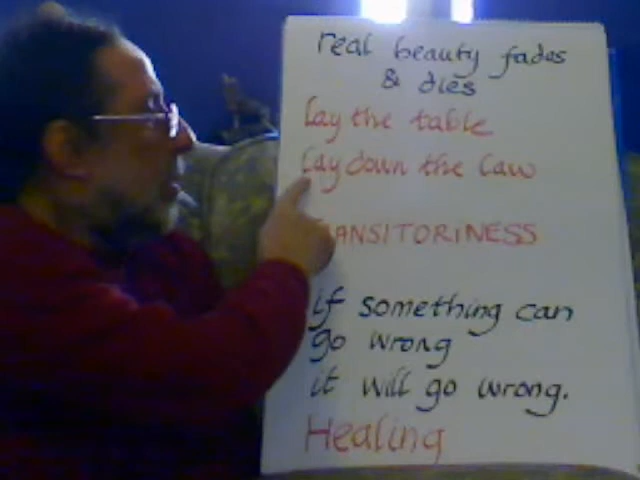 real beauty fades
& dies
Lay the table
Lay down the law
ANSITORINESS
if something can
go wrong
it will go wrong.
Healing